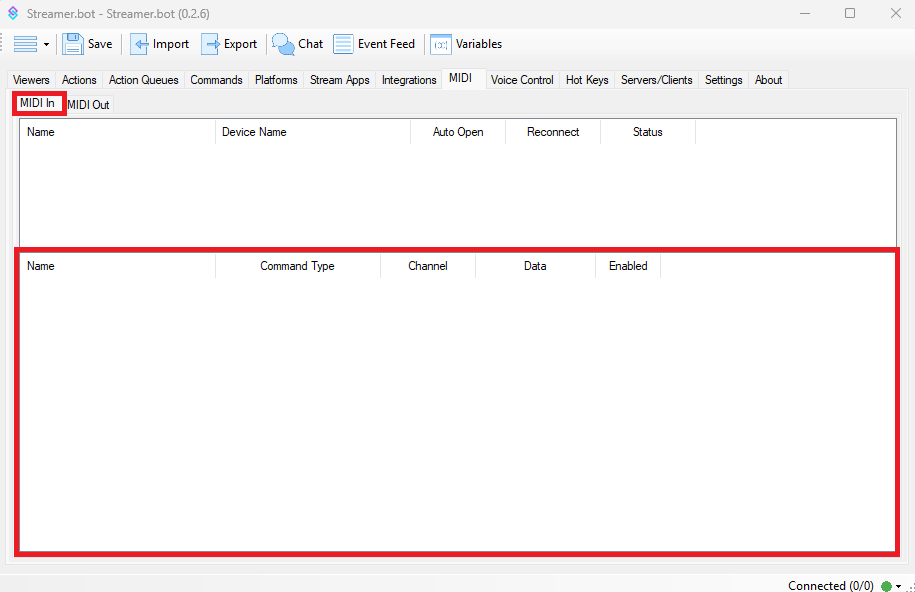 Streamer.bot - Streamer.bot (0.2.6)
Save Import Export Chat Event Feed {x} Variables
Viewers Actions Action Queues Commands Platforms Stream Apps Integrations MIDI Voice Control Hot Keys Servers/Clients Settings About
MIDI In MIDI Out
Name Device Name Auto Open Reconnect Status
Name Command Type Channel Data Enabled
Connected (0/0)